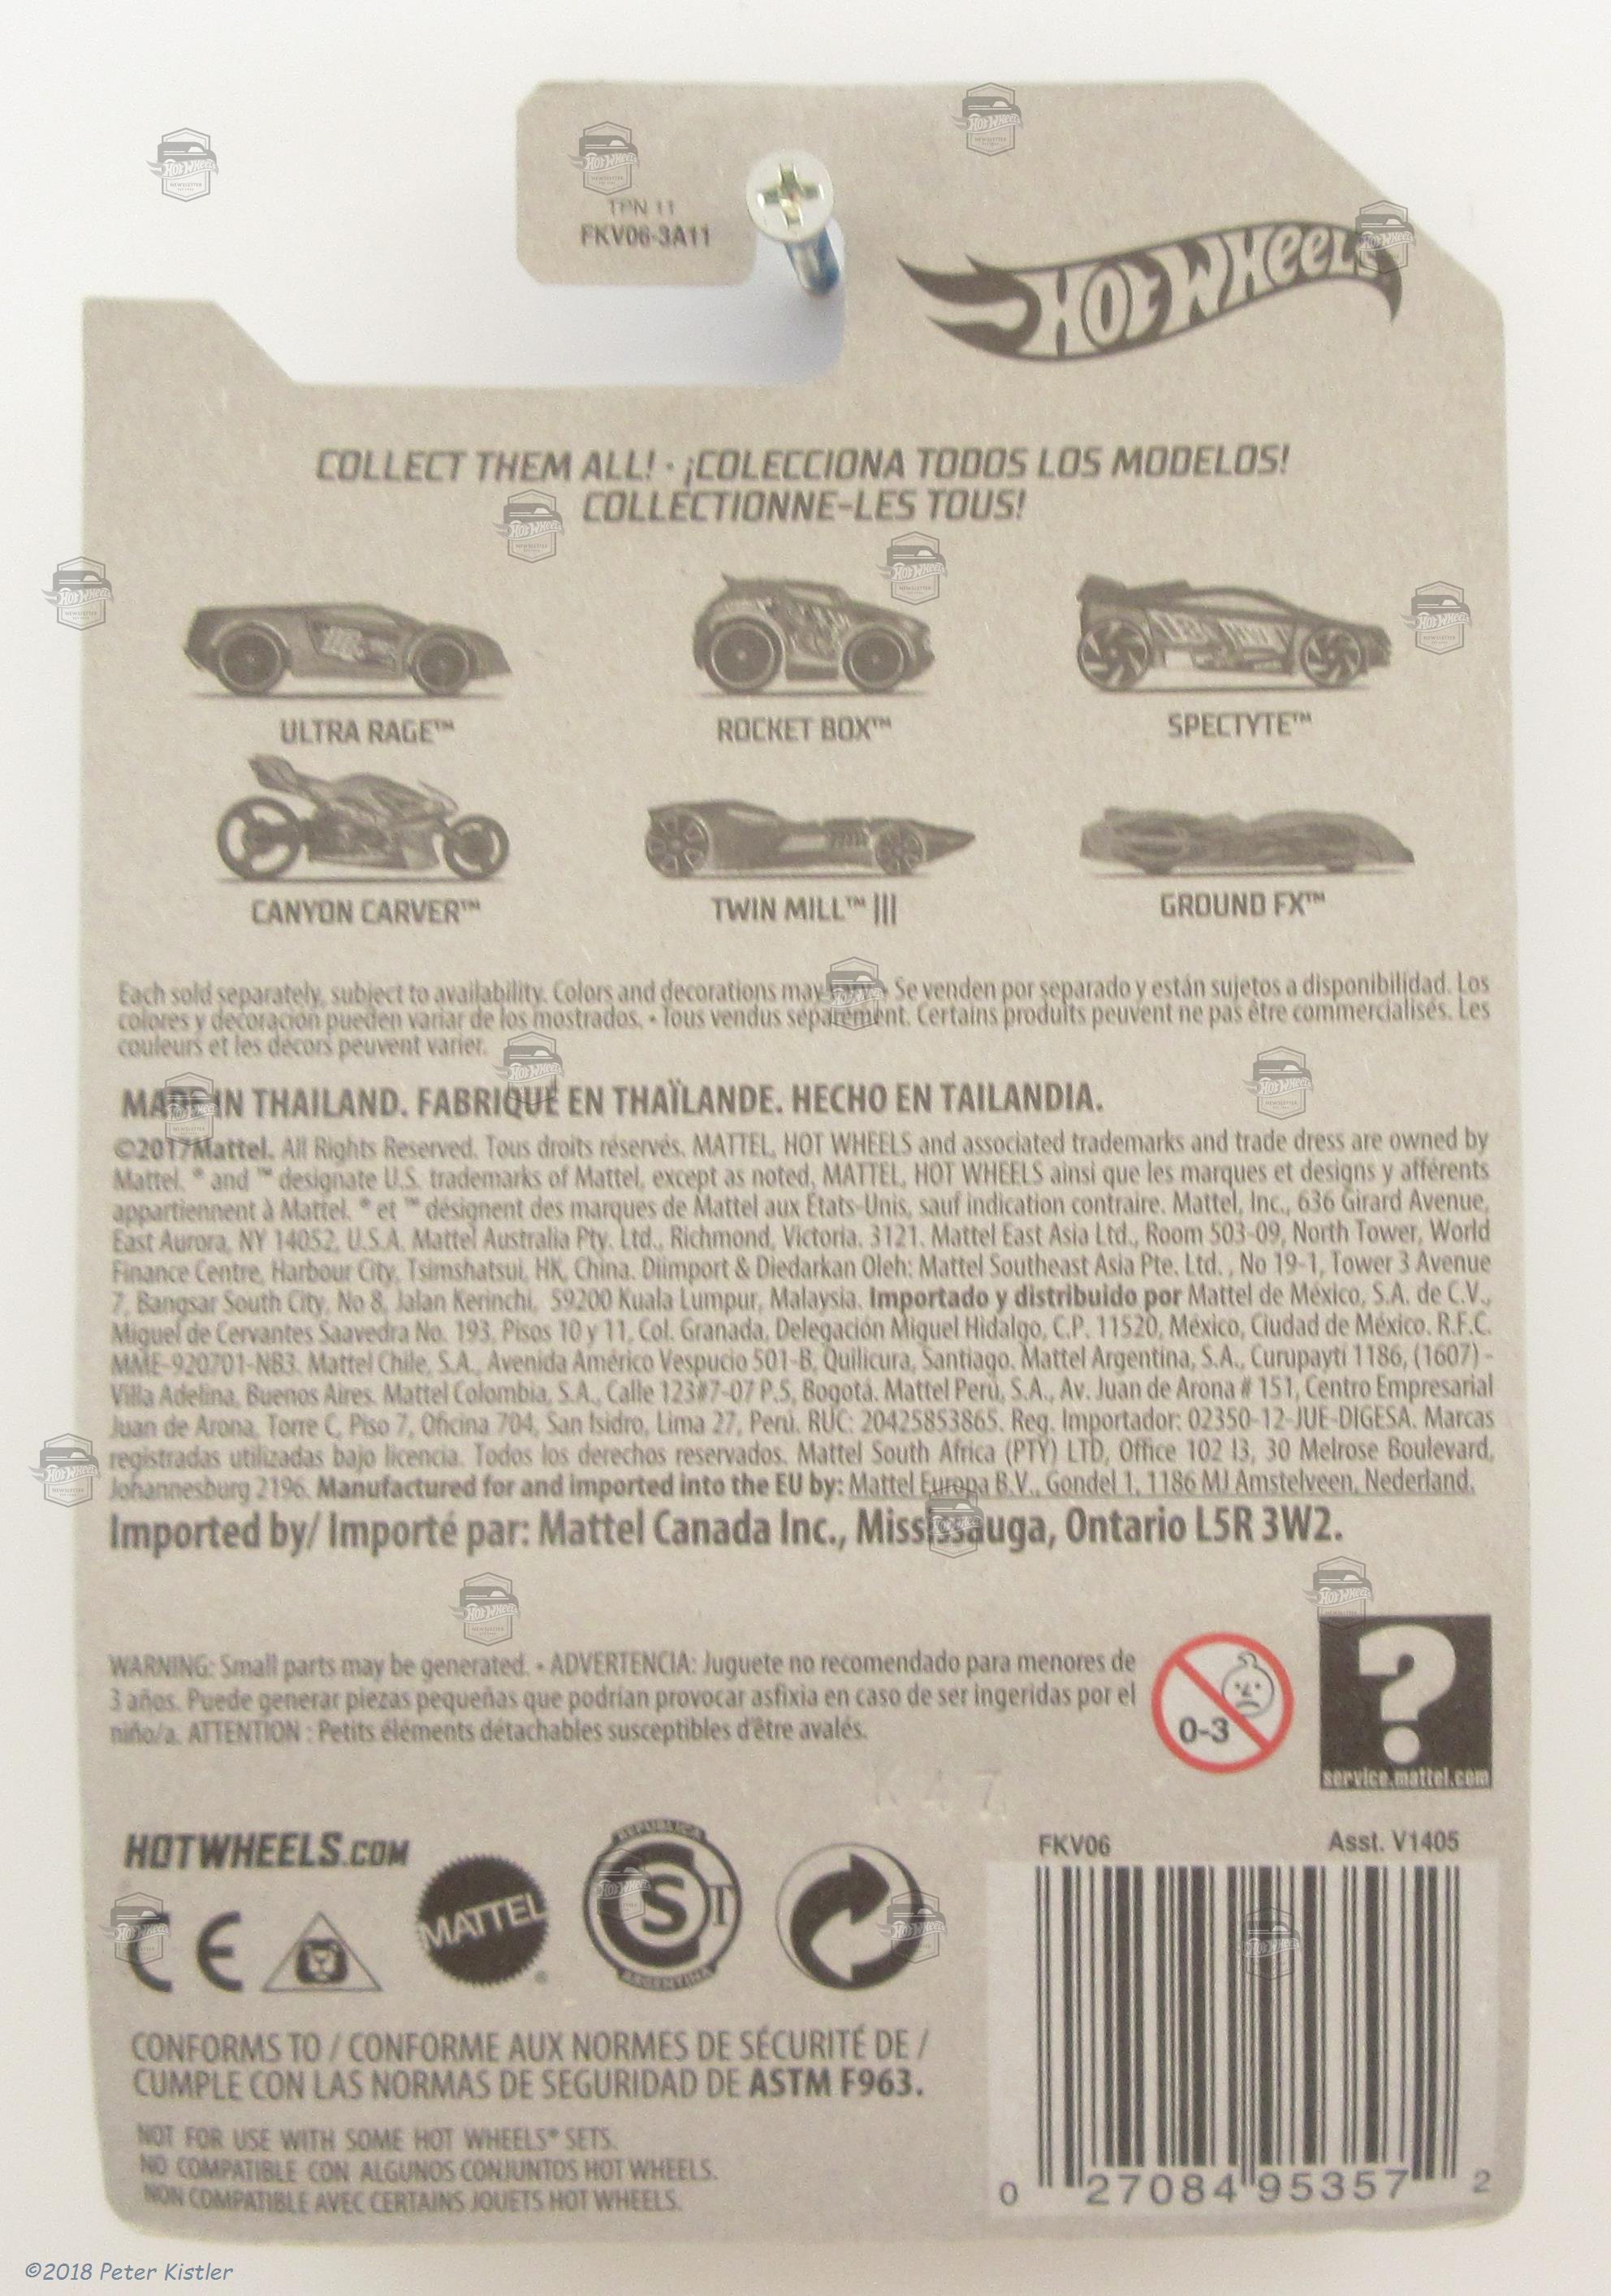 TPN 11
FKV06-3A11
HOT WHEELS
COLLECT THEM ALL! · ¡COLECCIONA TODOS LOS MODELOS!
COLLECTIONNE-LES TOUS!
ULTRA RAGE™ ROCKET BOX™ SPECTYTE™
CANYON CARVER™ TWIN MILL™ III GROUND FX™
Each sold separately, subject to availability. Colors and decorations may • Se venden por separado y están sujetos a disponibilidad. Los
colores y decoración pueden variar de los mostrados. • Tous vendus séparément. Certains produits peuvent ne pas être commercialisés. Les
couleurs et les décors peuvent varier.
MADE IN THAILAND. FABRIQUÉ EN THAÏLANDE. HECHO EN TAILANDIA.
©2017Mattel. All Rights Reserved. Tous droits réservés. MATTEL, HOT WHEELS and associated trademarks and trade dress are owned by
Mattel. ® and ™ designate U.S. trademarks of Mattel, except as noted. MATTEL, HOT WHEELS ainsi que les marques et designs y afférents
appartiennent à Mattel. ® et ™ désignent des marques de Mattel aux États-Unis, sauf indication contraire. Mattel, Inc., 636 Girard Avenue,
East Aurora, NY 14052, U.S.A. Mattel Australia Pty. Ltd., Richmond, Victoria. 3121. Mattel East Asia Ltd., Room 503-09, North Tower, World
Finance Centre, Harbour City, Tsimshatsui, HK, China. Diimport & Diedarkan Oleh: Mattel Southeast Asia Pte. Ltd. , No 19-1, Tower 3 Avenue
7, Bangsar South City, No 8, Jalan Kerinchi, 59200 Kuala Lumpur, Malaysia. Importado y distribuido por Mattel de México, S.A. de C.V.,
Miguel de Cervantes Saavedra No. 193, Pisos 10 y 11, Col. Granada, Delegación Miguel Hidalgo, C.P. 11520, México, Ciudad de México. R.F.C.
MME-920701-NB3. Mattel Chile, S.A., Avenida Américo Vespucio 501-B, Quilicura, Santiago. Mattel Argentina, S.A., Curupaytí 1186, (1607) -
Villa Adelina, Buenos Aires. Mattel Colombia, S.A., Calle 123#7-07 P.5, Bogotá. Mattel Perú, S.A., Av. Juan de Arona # 151, Centro Empresarial
Juan de Arona, Torre C, Piso 7, Oficina 704, San Isidro, Lima 27, Perú. RUC: 20425853865. Reg. Importador: 02350-12-JUE-DIGESA. Marcas
registradas utilizadas bajo licencia. Todos los derechos reservados. Mattel South Africa (PTY) LTD, Office 102 I3, 30 Melrose Boulevard,
Johannesburg 2196. Manufactured for and imported into the EU by: Mattel Europa B.V., Gondel 1, 1186 MJ Amstelveen, Nederland.
Imported by/ Importé par: Mattel Canada Inc., Mississauga, Ontario L5R 3W2.
WARNING: Small parts may be generated. • ADVERTENCIA: Juguete no recomendado para menores de
3 años. Puede generar piezas pequeñas que podrían provocar asfixia en caso de ser ingeridas por el
niño/a. ATTENTION : Petits éléments détachables susceptibles d'être avalés.
0-3
?
service.mattel.com
K 4 7
HOTWHEELS.COM
CE
MATTEL®
REPUBLICA
S
T
ARGENTINA
FKV06 Asst. V1405
CONFORMS TO / CONFORME AUX NORMES DE SÉCURITÉ DE /
CUMPLE CON LAS NORMAS DE SEGURIDAD DE ASTM F963.
NOT FOR USE WITH SOME HOT WHEELS® SETS.
NO COMPATIBLE CON ALGUNOS CONJUNTOS HOT WHEELS.
NON COMPATIBLE AVEC CERTAINS JOUETS HOT WHEELS.
0 27084 95357 2
©2018 Peter Kistler